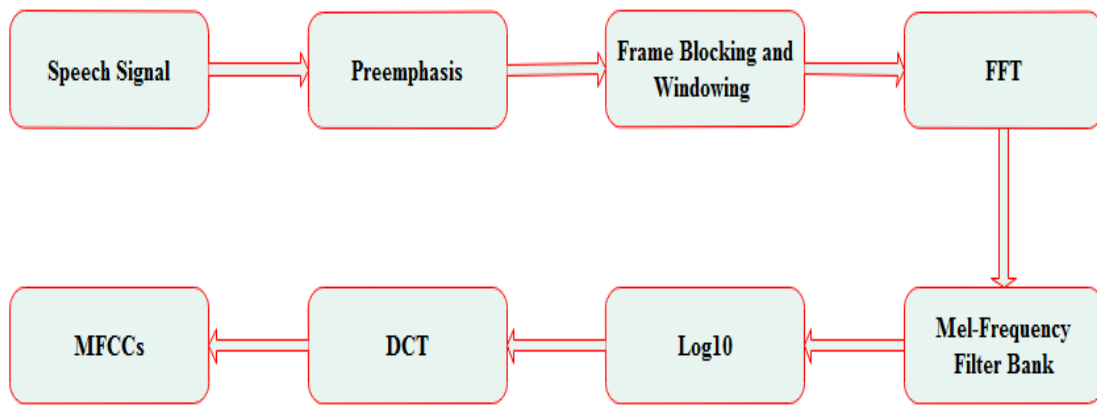 Speech Signal
Preemphasis
Frame Blocking and
Windowing
FFT
Mel-Frequency
Filter Bank
Log10
DCT
MFCCs